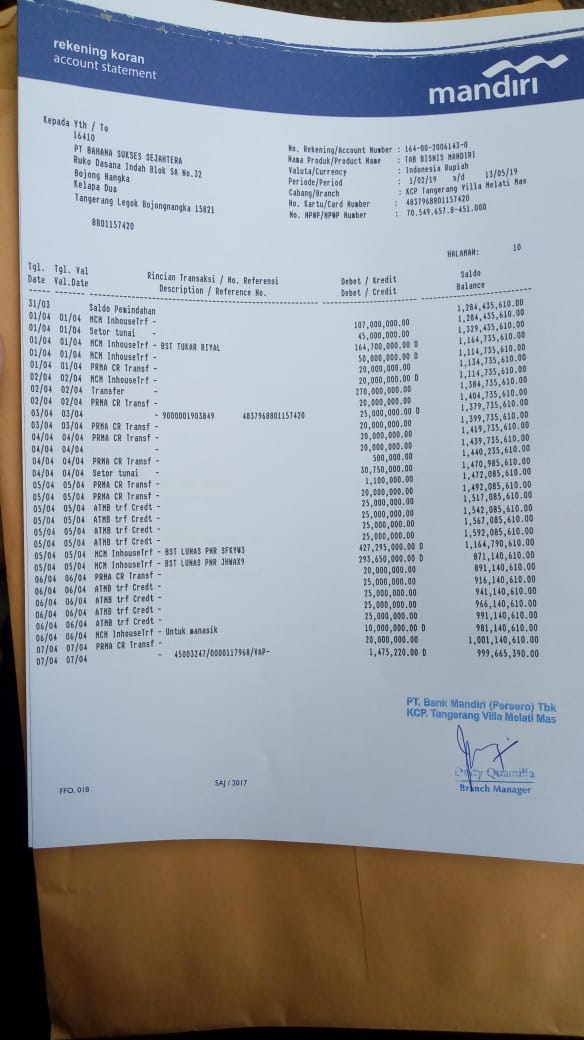 rekening koran
account statement
mandiri
Kepada Yth / To
16410
PT BAHANA SUKSES SEJAHTERA
Ruko Dasana Indah Blok SA No.32
Bojong Nangka
Kelapa Dua
Tangerang Legok Bojongnangka 15821
8801157420
No. Rekening/Account Number : 164-00-2006143-0
Nama Produk/Product Name : TAB BISNIS MANDIRI
Valuta/Currency : Indonesia Rupiah
Periode/Period : 1/02/19 s/d 13/05/19
Cabang/Branch : KCP Tangerang Villa Melati Mas
No. Kartu/Card Number : 4837968801157420
No. NPWP/NPWP Number : 70.549.657.8-451.000
HALAMAN: 10
Tgl. Tgl. Val Rincian Transaksi / No. Referensi Debet / Kredit Saldo
Date Val.Date Description / Reference No. Debet / Credit Balance
31/03 Saldo Pemindahan 1,284,435,610.00
01/04 01/04 MCM InhouseTrf - 107,000,000.00 1,284,435,610.00
01/04 01/04 Setor tunai - 45,000,000.00 1,329,435,610.00
01/04 01/04 MCM InhouseTrf - BST TUKAR RIYAL 164,700,000.00 D 1,164,735,610.00
01/04 01/04 MCM InhouseTrf - 50,000,000.00 D 1,114,735,610.00
01/04 01/04 PRMA CR Transf - 20,000,000.00 1,134,735,610.00
02/04 02/04 MCM InhouseTrf - 20,000,000.00 D 1,114,735,610.00
02/04 02/04 Transfer - 270,000,000.00 1,384,735,610.00
02/04 02/04 PRMA CR Transf - 20,000,000.00 1,404,735,610.00
03/04 03/04 - 9000001903849 4837968801157420 25,000,000.00 D 1,379,735,610.00
03/04 03/04 PRMA CR Transf - 20,000,000.00 1,399,735,610.00
04/04 04/04 PRMA CR Transf - 20,000,000.00 1,419,735,610.00
04/04 04/04 - 20,000,000.00 1,439,735,610.00
04/04 04/04 PRMA CR Transf - 500,000.00 1,440,235,610.00
04/04 04/04 Setor tunai - 30,750,000.00 1,470,985,610.00
05/04 05/04 PRMA CR Transf - 1,100,000.00 1,472,085,610.00
05/04 05/04 PRMA CR Transf - 20,000,000.00 1,492,085,610.00
05/04 05/04 ATMB trf Credt - 25,000,000.00 1,517,085,610.00
05/04 05/04 ATMB trf Credt - 25,000,000.00 1,542,085,610.00
05/04 05/04 ATMB trf Credt - 25,000,000.00 1,567,085,610.00
05/04 05/04 ATMB trf Credt - 25,000,000.00 1,592,085,610.00
05/04 05/04 MCM InhouseTrf - BST LUNAS PNR SFKYW3 427,295,000.00 D 1,164,790,610.00
05/04 05/04 MCM InhouseTrf - BST LUNAS PNR JHWAX9 293,650,000.00 D 871,140,610.00
06/04 06/04 PRMA CR Transf - 20,000,000.00 891,140,610.00
06/04 06/04 ATMB trf Credt - 25,000,000.00 916,140,610.00
06/04 06/04 ATMB trf Credt - 25,000,000.00 941,140,610.00
06/04 06/04 ATMB trf Credt - 25,000,000.00 966,140,610.00
06/04 06/04 ATMB trf Credt - 25,000,000.00 991,140,610.00
06/04 06/04 MCM InhouseTrf - Untuk manasik 10,000,000.00 D 981,140,610.00
07/04 07/04 PRMA CR Transf - 20,000,000.00 1,001,140,610.00
07/04 07/04 - 45003247/0000117968/VAP- 1,475,220.00 D 999,665,390.00
PT. Bank Mandiri (Persero) Tbk
KCP. Tangerang Villa Melati Mas
Branch Manager
FFO. 018
SAJ / 2017